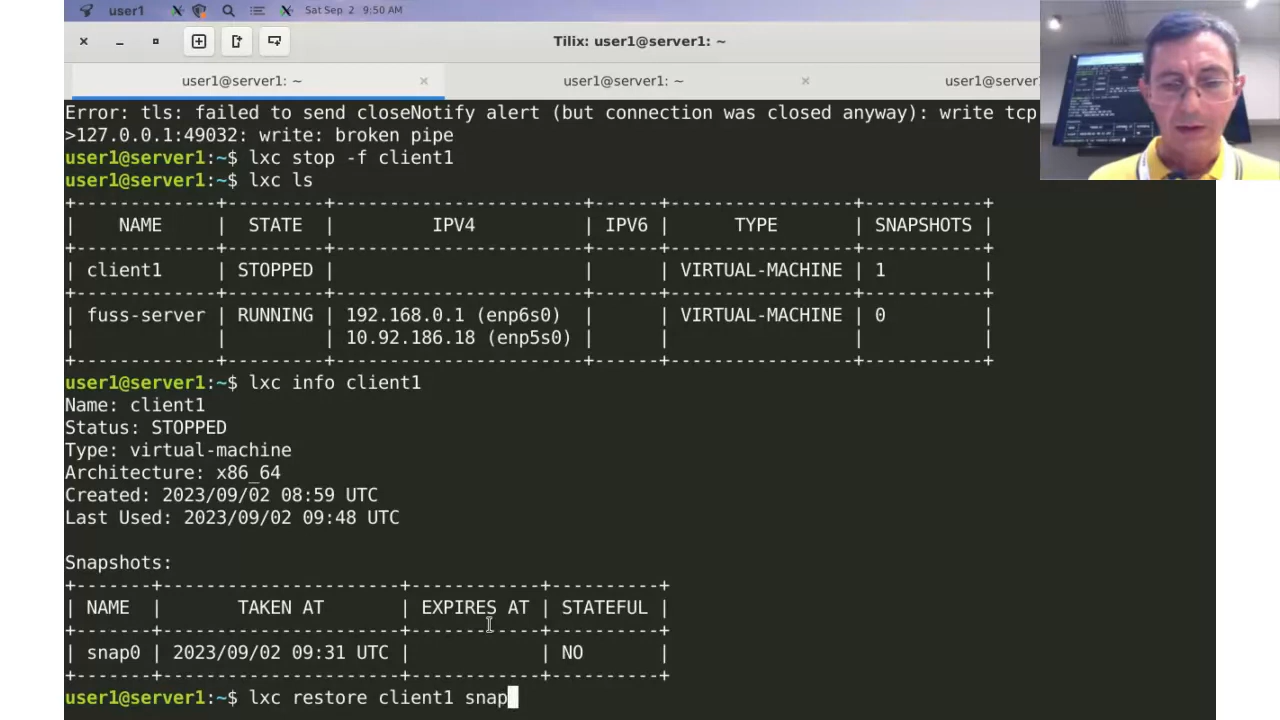 user1 Sat Sep 2 9:50 AM
Tilix: user1@server1: ~
user1@server1: ~ user1@server1: ~ user1@server1:
Error: tls: failed to send closeNotify alert (but connection was closed anyway): write tcp
>127.0.0.1:49032: write: broken pipe
user1@server1:~$ lxc stop -f client1
user1@server1:~$ lxc ls
+--------------+---------+------------------------+------+-----------------+-----------+
| NAME | STATE | IPV4 | IPV6 | TYPE | SNAPSHOTS |
+--------------+---------+------------------------+------+-----------------+-----------+
| client1 | STOPPED | | | VIRTUAL-MACHINE | 1 |
+--------------+---------+------------------------+------+-----------------+-----------+
| fuss-server | RUNNING | 192.168.0.1 (enp6s0) | | VIRTUAL-MACHINE | 0 |
| | | 10.92.186.18 (enp5s0) | | | |
+--------------+---------+------------------------+------+-----------------+-----------+
user1@server1:~$ lxc info client1
Name: client1
Status: STOPPED
Type: virtual-machine
Architecture: x86_64
Created: 2023/09/02 08:59 UTC
Last Used: 2023/09/02 09:48 UTC
Snapshots:
+-------+----------------------+------------+----------+
| NAME | TAKEN AT | EXPIRES AT | STATEFUL |
+-------+----------------------+------------+----------+
| snap0 | 2023/09/02 09:31 UTC | | NO |
+-------+----------------------+------------+----------+
user1@server1:~$ lxc restore client1 snap